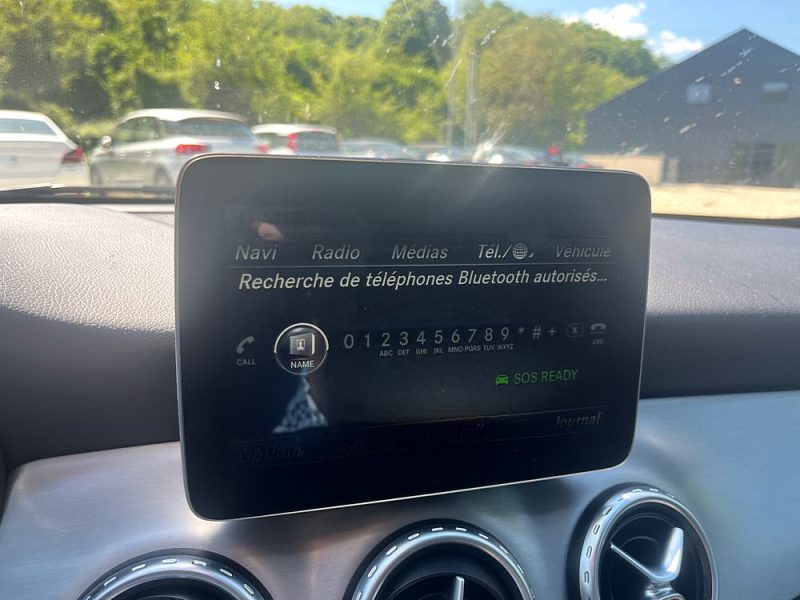 Navi Radio Médias Tél./ Véhicule
Recherche de téléphones Bluetooth autorisés...
CALL NAME 0 1 2 3 4 5 6 7 8 9 * # + END
ABC DEF GHI JKL MNO PQRS TUV WXYZ
SOS READY
Options Journal